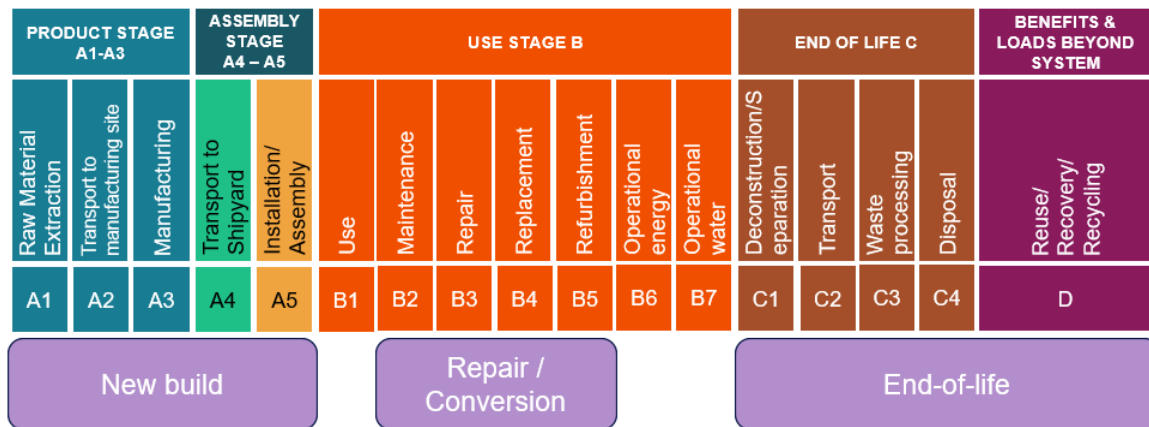 PRODUCT STAGE
A1-A3
ASSEMBLY
STAGE
A4 – A5
USE STAGE B
END OF LIFE C
BENEFITS &
LOADS BEYOND
SYSTEM
Raw Material
Extraction
Transport to
manufacturing site
Manufacturing
Transport to
Shipyard
Installation/
Assembly
Use
Maintenance
Repair
Replacement
Refurbishment
Operational
energy
Operational
water
Deconstruction/S
eparation
Transport
Waste
processing
Disposal
Reuse/
Recovery/
Recycling
A1
A2
A3
A4
A5
B1
B2
B3
B4
B5
B6
B7
C1
C2
C3
C4
D
New build
Repair /
Conversion
End-of-life